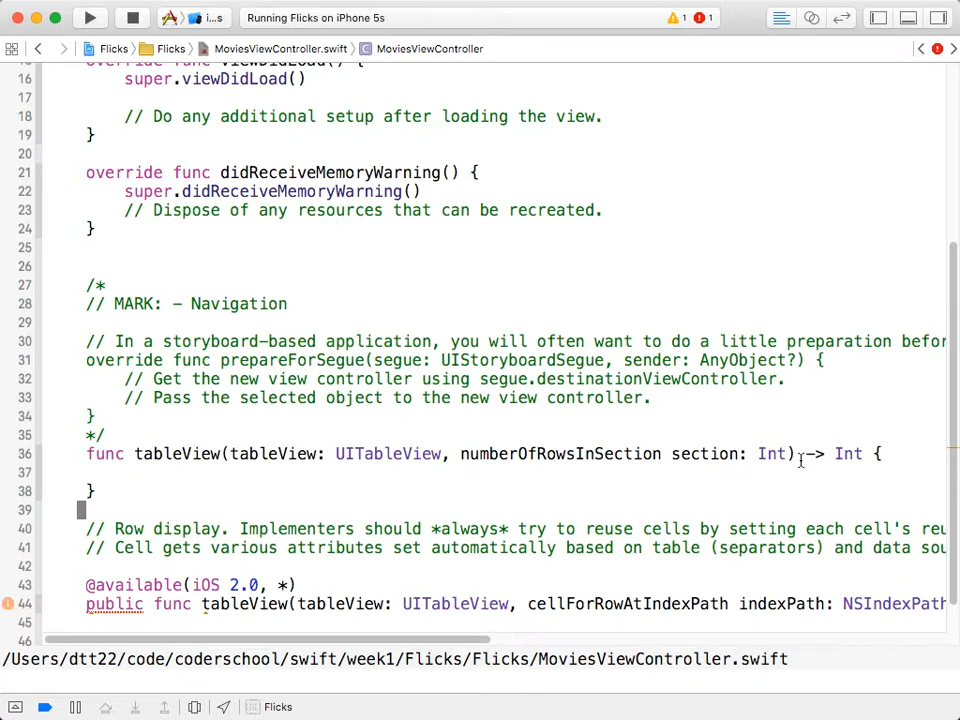 i...s
Running Flicks on iPhone 5s
1
1
Flicks
Flicks
MoviesViewController.swift
MoviesViewController
override func viewDidLoad() {
16 super.viewDidLoad()
17
18 // Do any additional setup after loading the view.
19 }
20
21 override func didReceiveMemoryWarning() {
22 super.didReceiveMemoryWarning()
23 // Dispose of any resources that can be recreated.
24 }
25
26
27 /*
28 // MARK: - Navigation
29
30 // In a storyboard-based application, you will often want to do a little preparation befor
31 override func prepareForSegue(segue: UIStoryboardSegue, sender: AnyObject?) {
32 // Get the new view controller using segue.destinationViewController.
33 // Pass the selected object to the new view controller.
34 }
35 */
36 func tableView(tableView: UITableView, numberOfRowsInSection section: Int) -> Int {
37
38 }
39
40 // Row display. Implementers should *always* try to reuse cells by setting each cell's reu
41 // Cell gets various attributes set automatically based on table (separators) and data sou
42
43 @available(iOS 2.0, *)
44 public func tableView(tableView: UITableView, cellForRowAtIndexPath indexPath: NSIndexPath
45
46
/Users/dtt22/code/coderschool/swift/week1/Flicks/Flicks/MoviesViewController.swift
Flicks